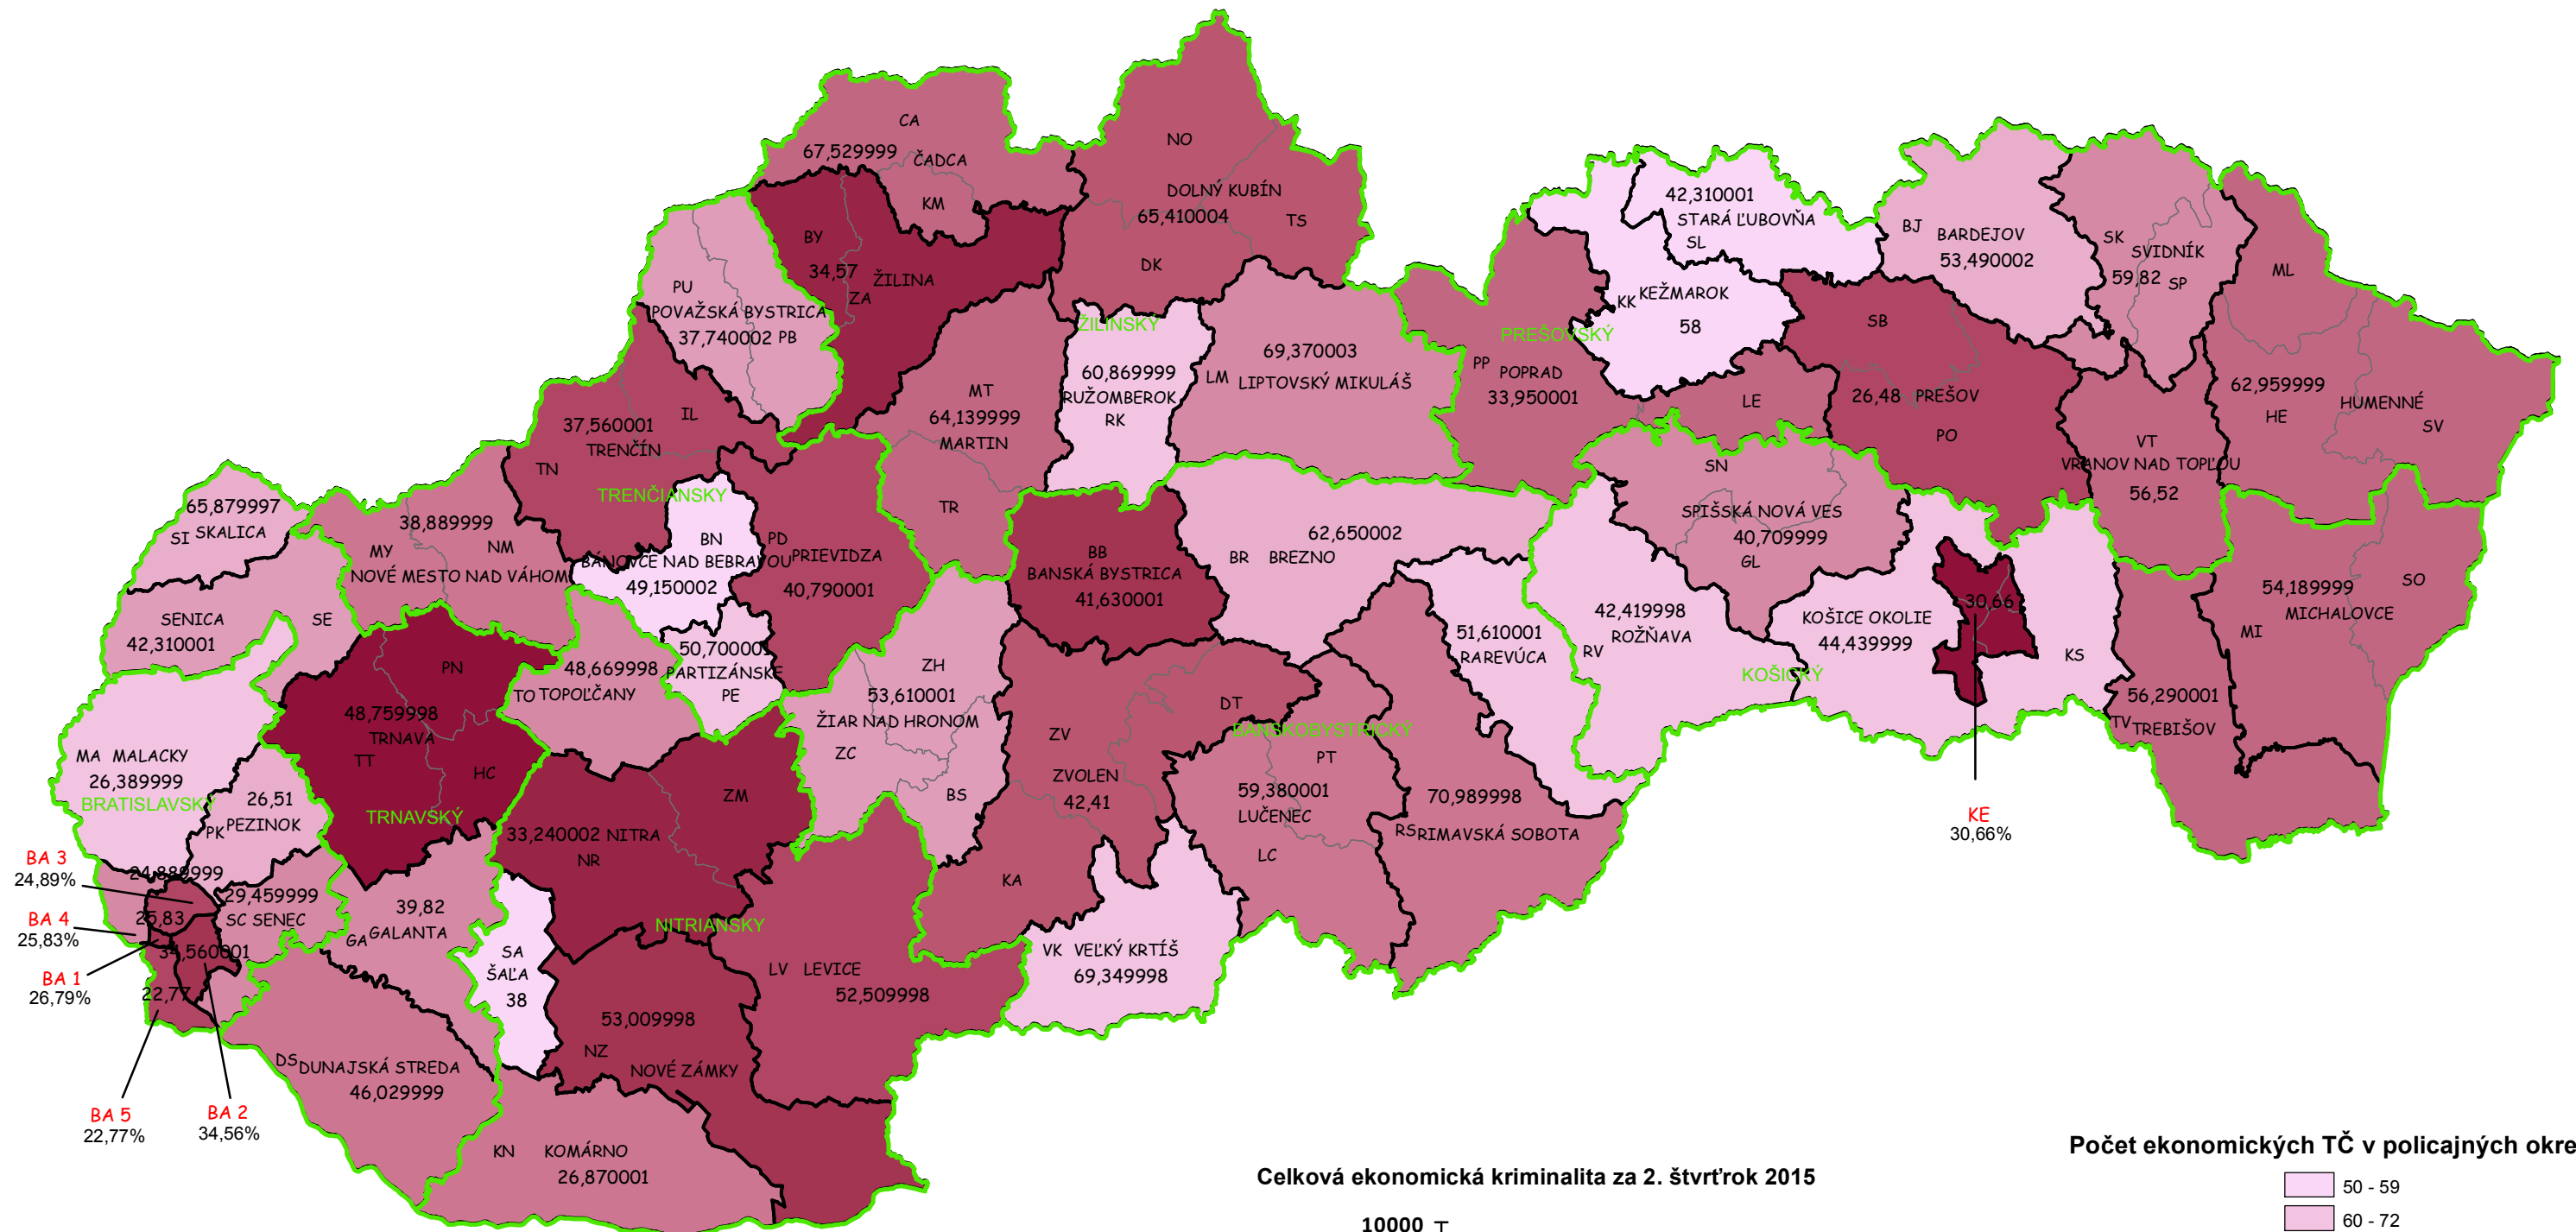 CA
67,529999 ČADCA
KM
NO
DOLNÝ KUBÍN
65,410004
TS
DK
BY
34,57
ŽILINA
ZA
PU
POVAŽSKÁ BYSTRICA
37,740002 PB
ŽILINSKÝ
60,869999
RUŽOMBEROK
RK
69,370003
LM LIPTOVSKÝ MIKULÁŠ
MT
64,139999
MARTIN
TR
42,310001
STARÁ ĽUBOVŇA
SL
KK KEŽMAROK
58
PREŠOVSKÝ
PP POPRAD
33,950001
LE
BJ BARDEJOV
53,490002
SK SVIDNÍK
59,82 SP
ML
62,959999
HUMENNÉ
HE
SV
SB
26,48 PREŠOV
PO
VT
VRANOV NAD TOPĽOU
56,52
IL
37,560001
TRENČÍN
TN
TRENČIANSKY
65,879997
SI SKALICA
38,889999
MY NM
NOVÉ MESTO NAD VÁHOM
BN
BÁNOVCE NAD BEBRAVOU
49,150002
PD PRIEVIDZA
40,790001
BB
BANSKÁ BYSTRICA
41,630001
62,650002
BR BREZNO
SN
SPIŠSKÁ NOVÁ VES
40,709999
GL
SENICA SE
42,310001
PN
48,759998
TRNAVA
TT
HC
TRNAVSKÝ
48,669998
TO TOPOĽČANY
50,700001
PARTIZÁNSKE
PE
ZH
53,610001
ŽIAR NAD HRONOM
ZC
BS
51,610001
RAREVÚCA
42,419998
ROŽŇAVA
RV
KOŠICE OKOLIE
44,439999
KOŠICKÝ
30,66
KS
KE
30,66%
54,189999
MICHALOVCE
SO
MI
56,290001
TV TREBIŠOV
MA MALACKY
26,389999
BRATISLAVSKÝ
26,51
PK PEZINOK
DT
ZV
ZVOLEN
42,41
KA
BANSKOBYSTRICKÝ
PT
59,380001
LUČENEC
LC
70,989998
RS RIMAVSKÁ SOBOTA
ZM
33,240002 NITRA
NR
NITRIANSKY
BA 3
24,89%
24,889999
29,459999
SC SENEC
BA 4
25,83%
25,83
34,560001
BA 1
26,79%
22,77
39,82
GA GALANTA
SA
ŠAĽA
38
LV LEVICE
52,509998
VK VEĽKÝ KRTÍŠ
69,349998
53,009998
NZ
NOVÉ ZÁMKY
DS DUNAJSKÁ STREDA
46,029999
BA 5
22,77%
BA 2
34,56%
KN KOMÁRNO
26,870001
Celková ekonomická kriminalita za 2. štvrťrok 2015
10000
Počet ekonomických TČ v policajných okre
50 - 59
60 - 72